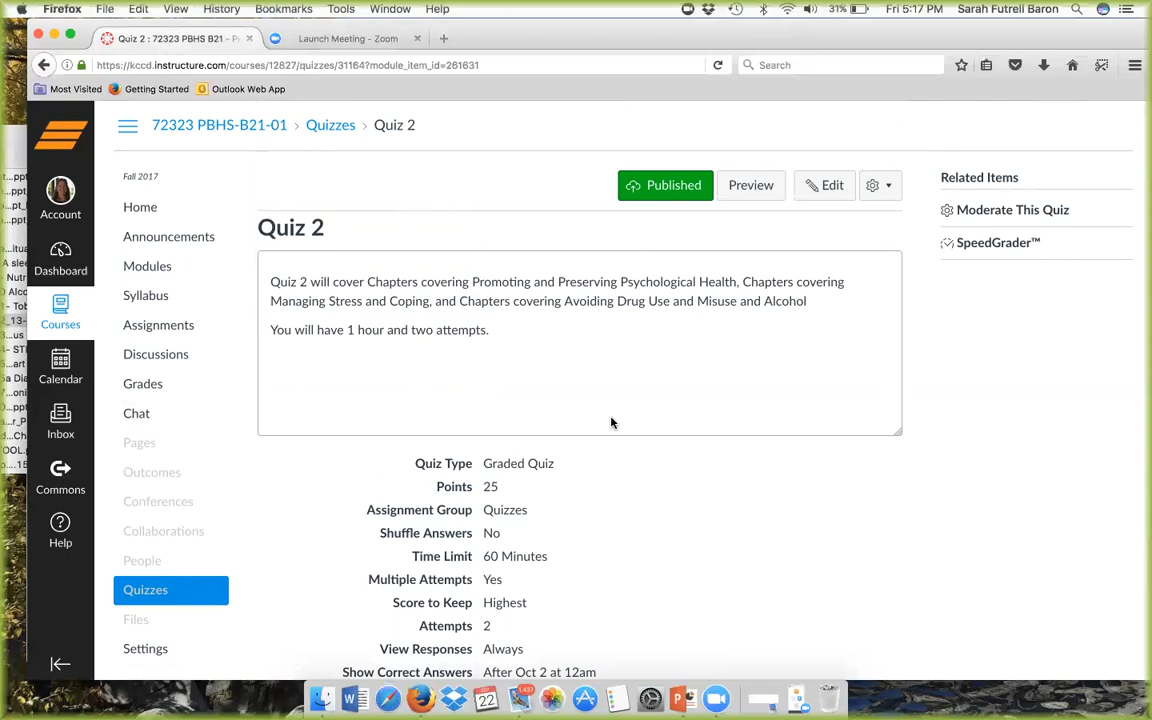 Firefox File Edit View History Bookmarks Tools Window Help 31% Fri 5:17 PM Sarah Futrell Baron
Quiz 2 : 72323 PBHS B21 - P
Launch Meeting - Zoom
https://kccd.instructure.com/courses/12827/quizzes/31164?module_item_id=261631
Search
Most Visited Getting Started Outlook Web App
72323 PBHS-B21-01 › Quizzes › Quiz 2
Account
Dashboard
Courses
Calendar
Inbox
Commons
Help
Fall 2017
Home
Announcements
Modules
Syllabus
Assignments
Discussions
Grades
Chat
Pages
Outcomes
Conferences
Collaborations
People
Quizzes
Files
Settings
Published Preview Edit
Quiz 2
Quiz 2 will cover Chapters covering Promoting and Preserving Psychological Health, Chapters covering
Managing Stress and Coping, and Chapters covering Avoiding Drug Use and Misuse and Alcohol
You will have 1 hour and two attempts.
Quiz Type Graded Quiz
Points 25
Assignment Group Quizzes
Shuffle Answers No
Time Limit 60 Minutes
Multiple Attempts Yes
Score to Keep Highest
Attempts 2
View Responses Always
Show Correct Answers After Oct 2 at 12am
Related Items
Moderate This Quiz
SpeedGrader™
22
1,437